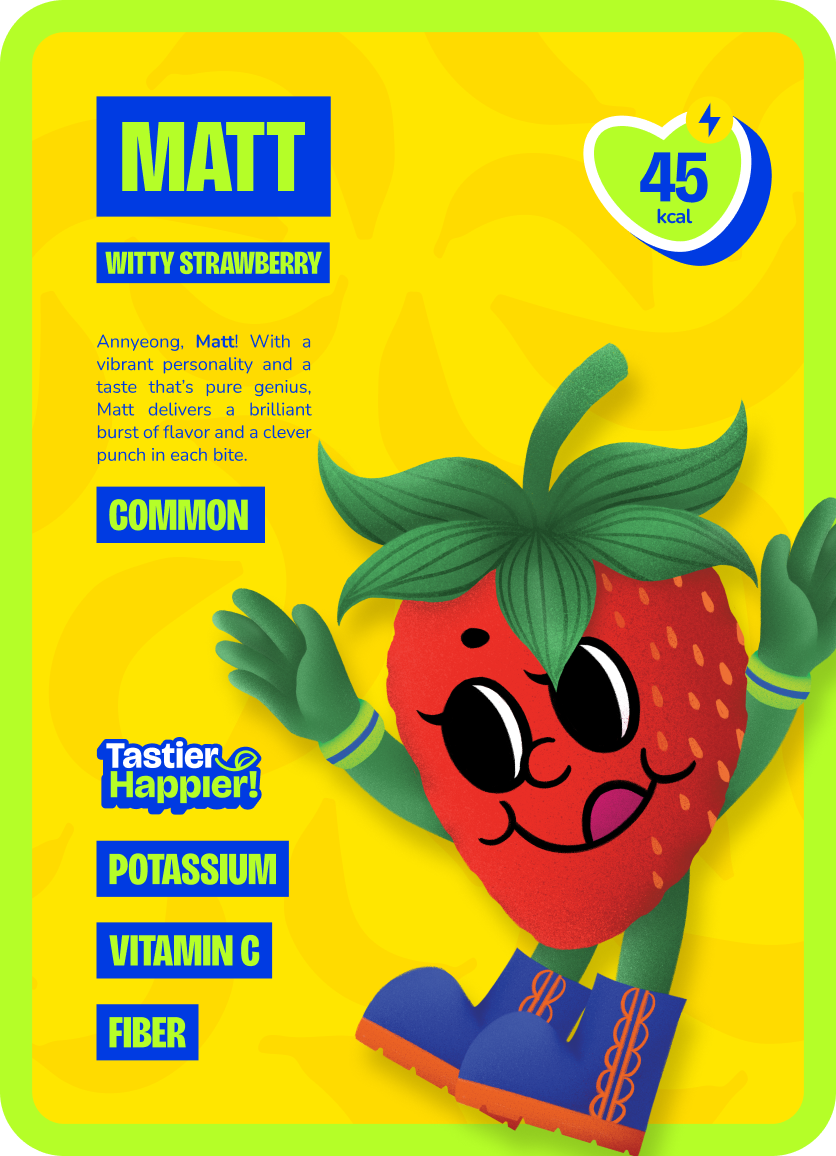 MATT
45
kcal
WITTY STRAWBERRY
Annyeong, Matt! With a
vibrant personality and a
taste that’s pure genius,
Matt delivers a brilliant
burst of flavor and a clever
punch in each bite.
COMMON
Tastier
Happier!
POTASSIUM
VITAMIN C
FIBER